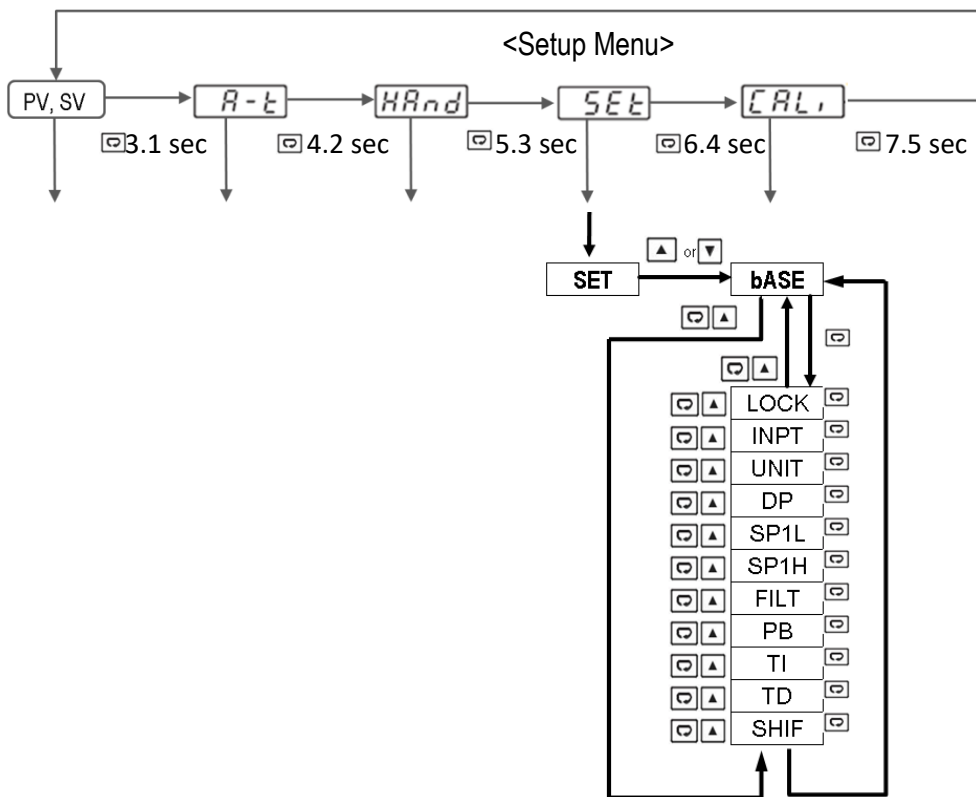 <Setup Menu>
PV, SV
A-t
HAnd
SEt
CALi
3.1 sec
4.2 sec
5.3 sec
6.4 sec
7.5 sec
or
SET
bASE
LOCK
INPT
UNIT
DP
SP1L
SP1H
FILT
PB
TI
TD
SHIF